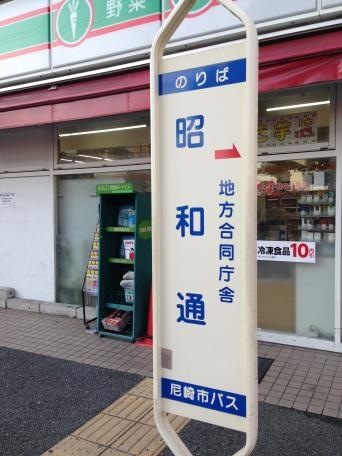 野菜
のりば
昭和通
地方合同庁舎
尼崎市バス
冷凍食品10